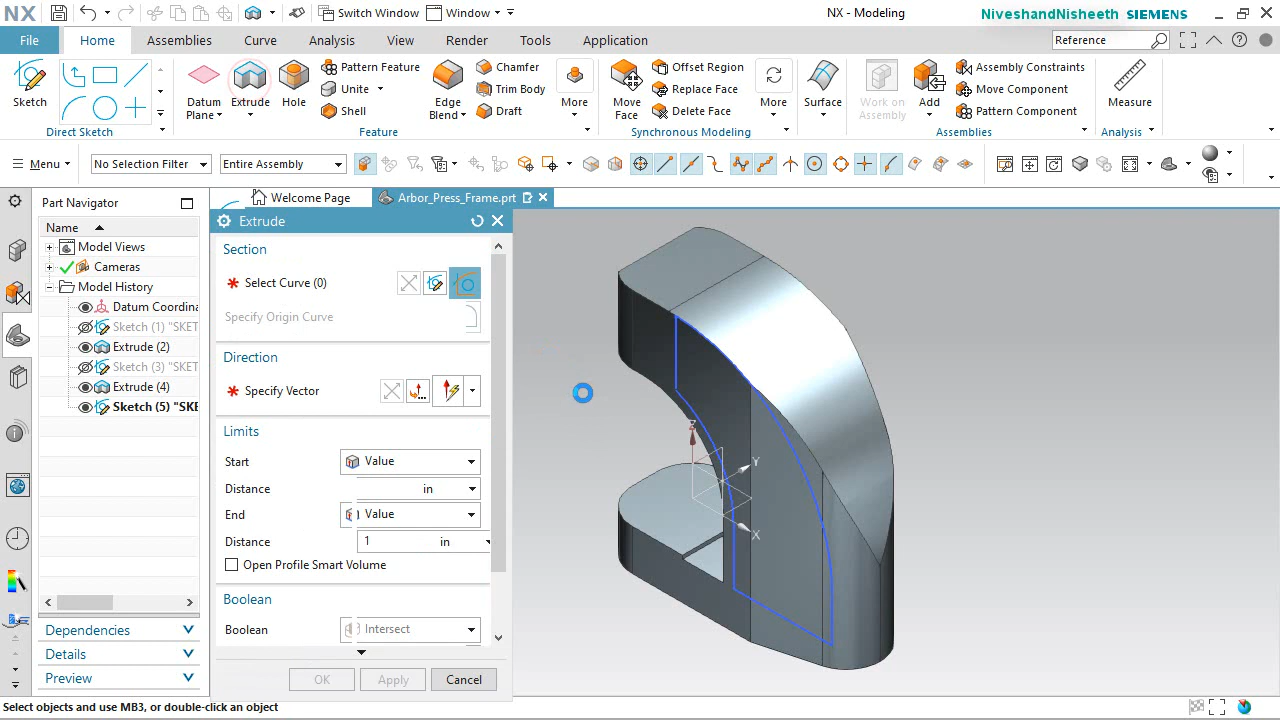 NX Switch Window Window NX - Modeling NiveshandNisheeth SIEMENS
File Home Assemblies Curve Analysis View Render Tools Application Reference
Pattern Feature Chamfer Offset Region Assembly Constraints
Unite Trim Body Replace Face Move Component
Shell Draft Delete Face Pattern Component
Sketch Datum Plane Extrude Hole Edge Blend More Move Face More Surface Work on Assembly Add Measure
Direct Sketch Feature Synchronous Modeling Assemblies Analysis
Menu No Selection Filter Entire Assembly
Welcome Page Arbor_Press_Frame.prt
Part Navigator
Name
Model Views
Cameras
Model History
Datum Coordina
Sketch (1) "SKET
Extrude (2)
Sketch (3) "SKET
Extrude (4)
Sketch (5) "SKE
Dependencies
Details
Preview
Extrude
Section
Select Curve (0)
Specify Origin Curve
Direction
Specify Vector
Limits
Start Value
Distance in
End Value
Distance 1 in
Open Profile Smart Volume
Boolean
Boolean Intersect
OK Apply Cancel
Z
Y
X
Select objects and use MB3, or double-click an object